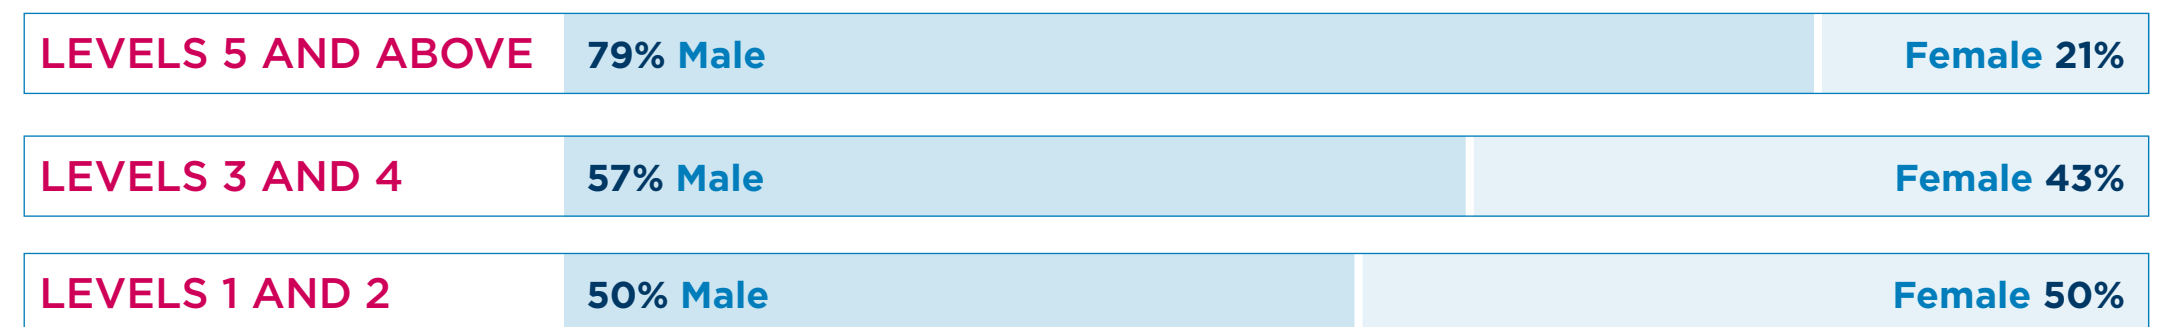 LEVELS 5 AND ABOVE 79% Male Female 21%
LEVELS 3 AND 4 57% Male Female 43%
LEVELS 1 AND 2 50% Male Female 50%